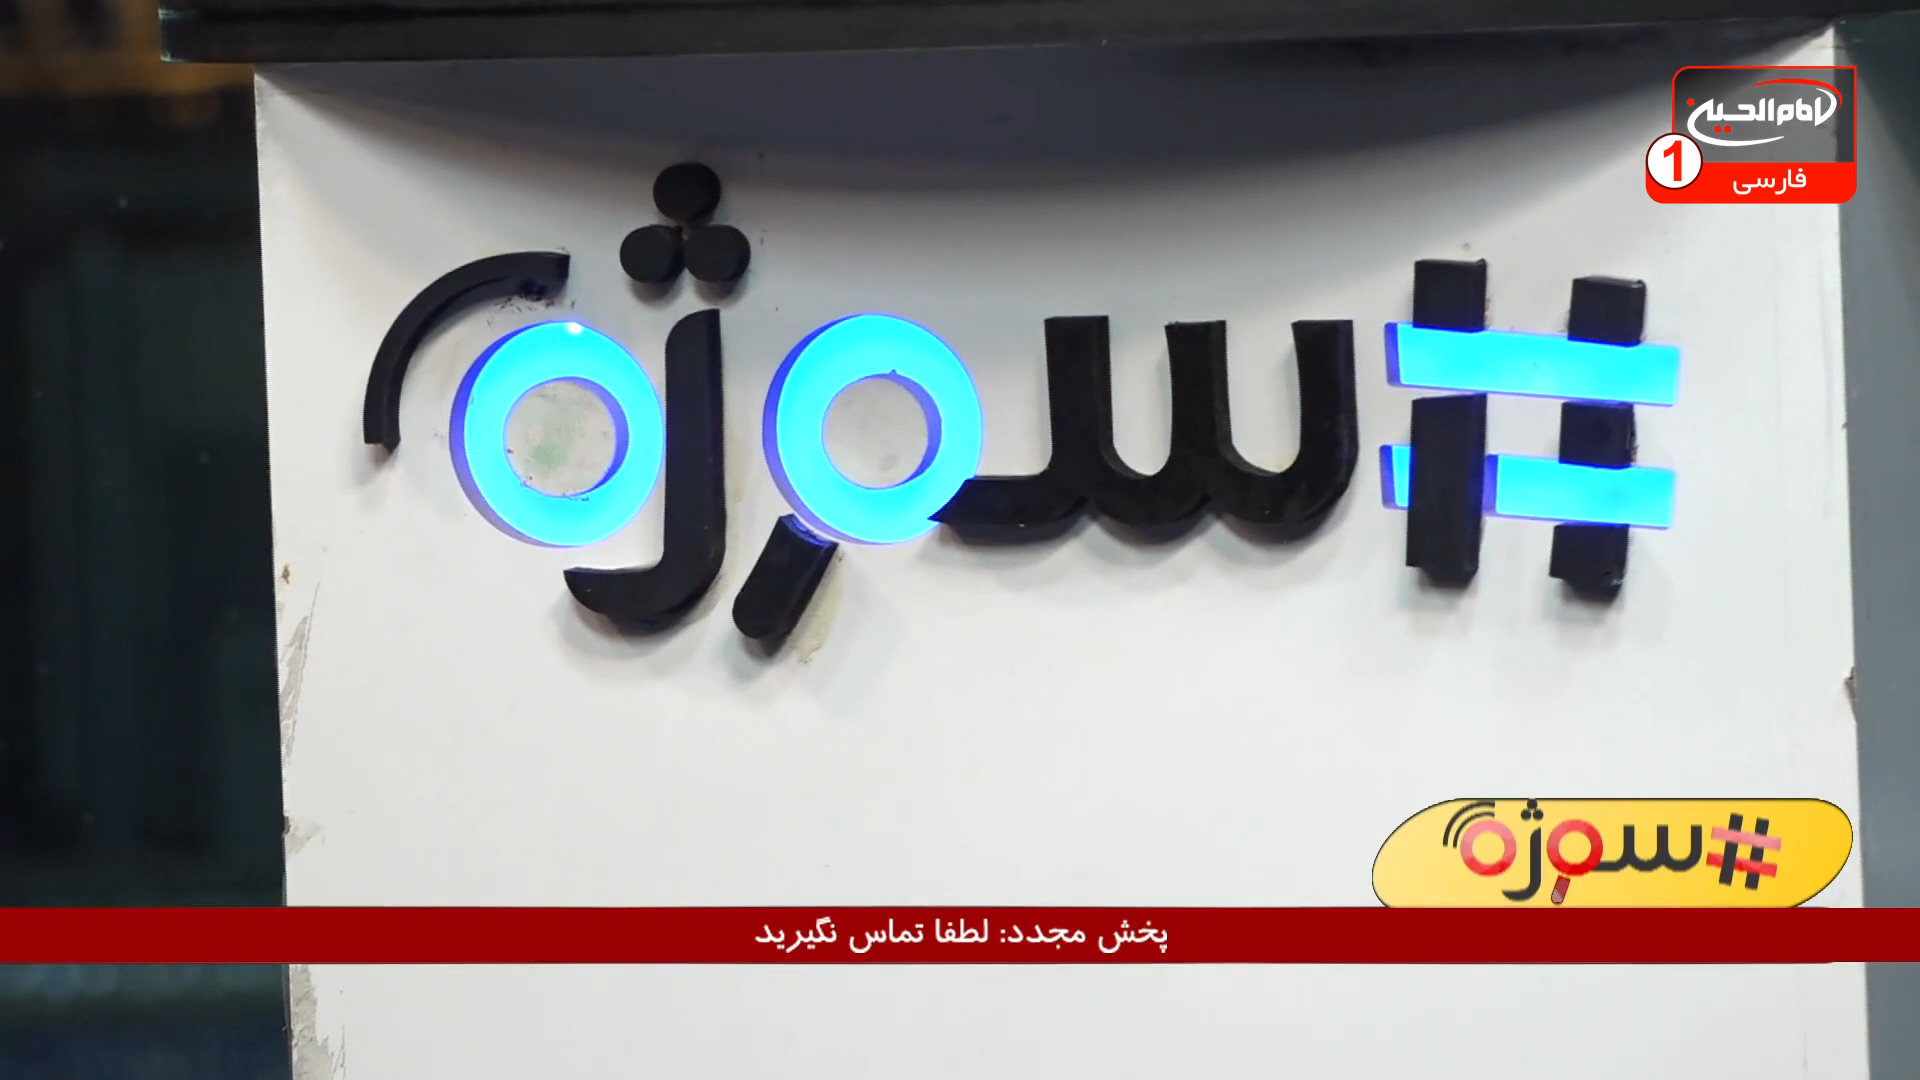 امام الحسین
1
فارسی
#سوژه
#سوژه
پخش مجدد: لطفا تماس نگیرید